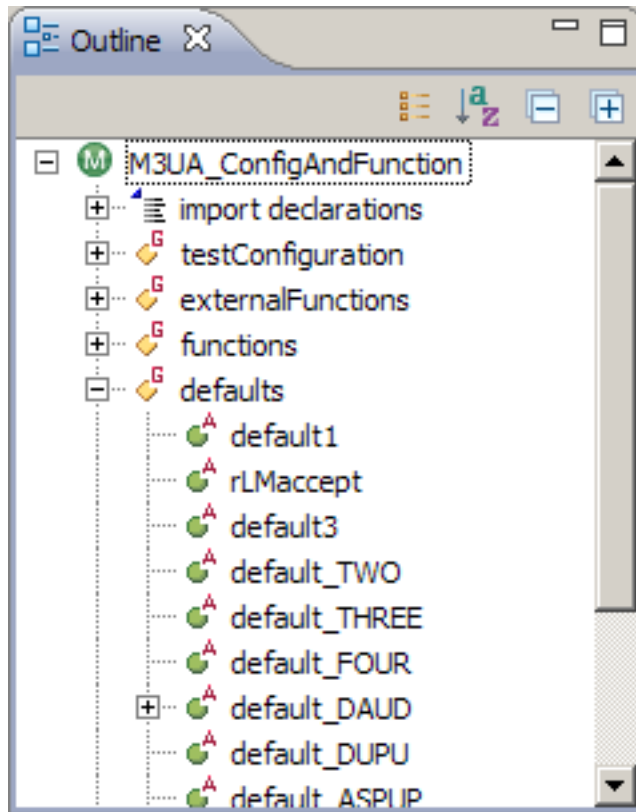 Outline
M3UA_ConfigAndFunction
import declarations
testConfiguration
externalFunctions
functions
defaults
default1
rLMaccept
default3
default_TWO
default_THREE
default_FOUR
default_DAUD
default_DUPU
default_ASPUP